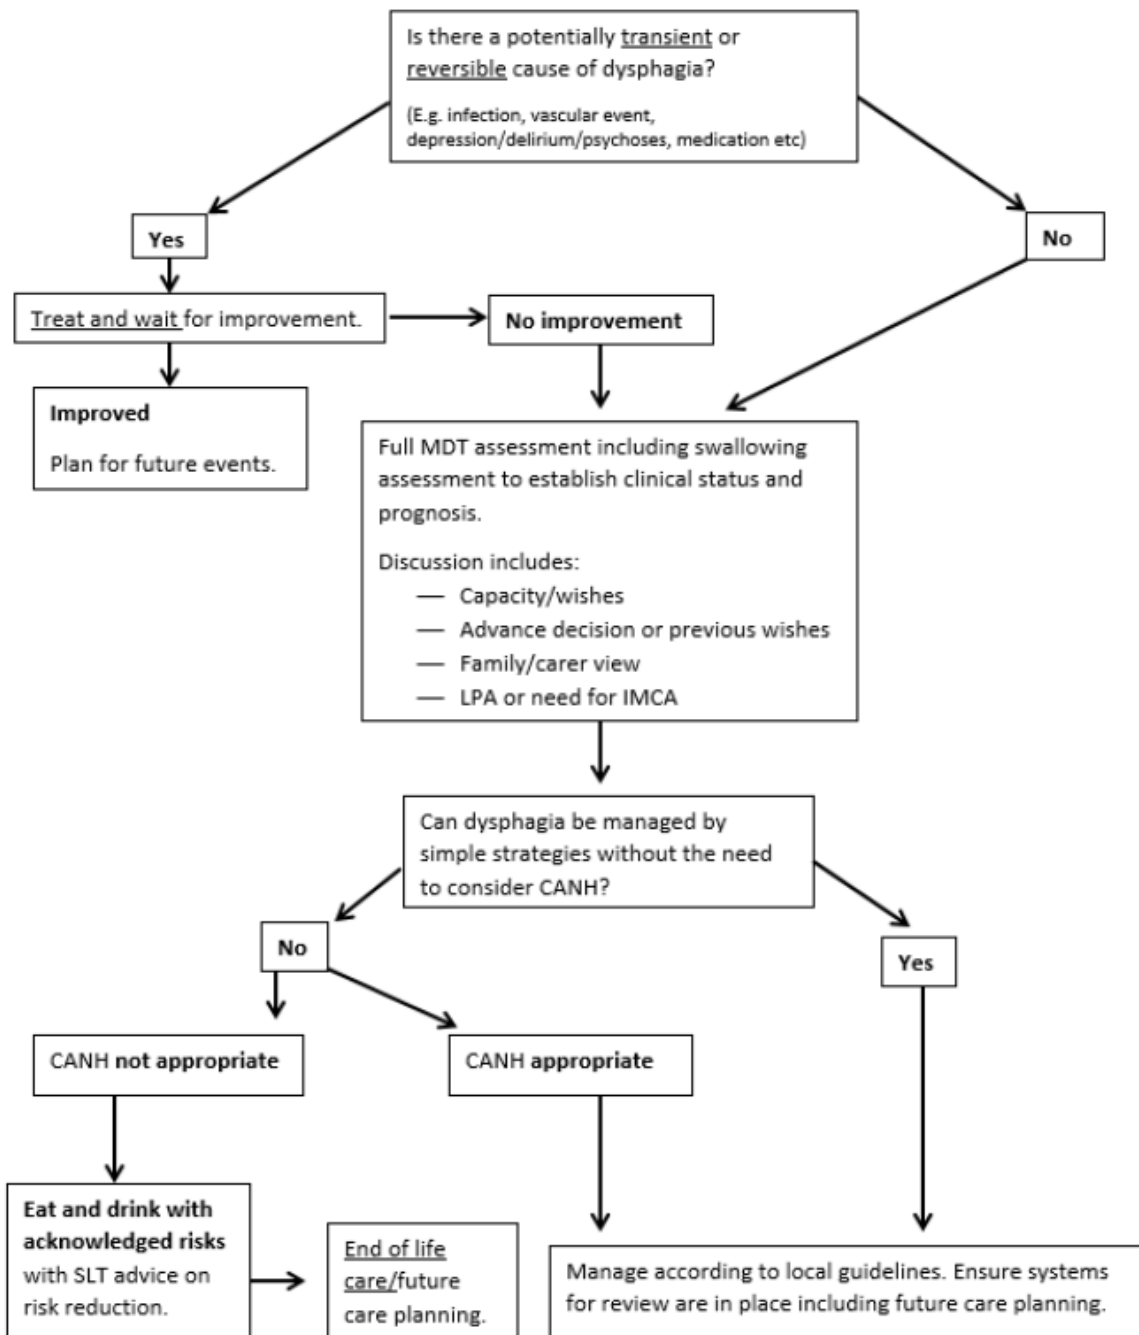 Is there a potentially transient or
reversible cause of dysphagia?
(E.g. infection, vascular event,
depression/delirium/psychoses, medication etc)
Yes
No
Treat and wait for improvement.
No improvement
Improved
Plan for future events.
Full MDT assessment including swallowing
assessment to establish clinical status and
prognosis.
Discussion includes:
— Capacity/wishes
— Advance decision or previous wishes
— Family/carer view
— LPA or need for IMCA
Can dysphagia be managed by
simple strategies without the need
to consider CANH?
No
Yes
CANH not appropriate
CANH appropriate
Eat and drink with
acknowledged risks
with SLT advice on
risk reduction.
End of life
care/future
care planning.
Manage according to local guidelines. Ensure systems
for review are in place including future care planning.